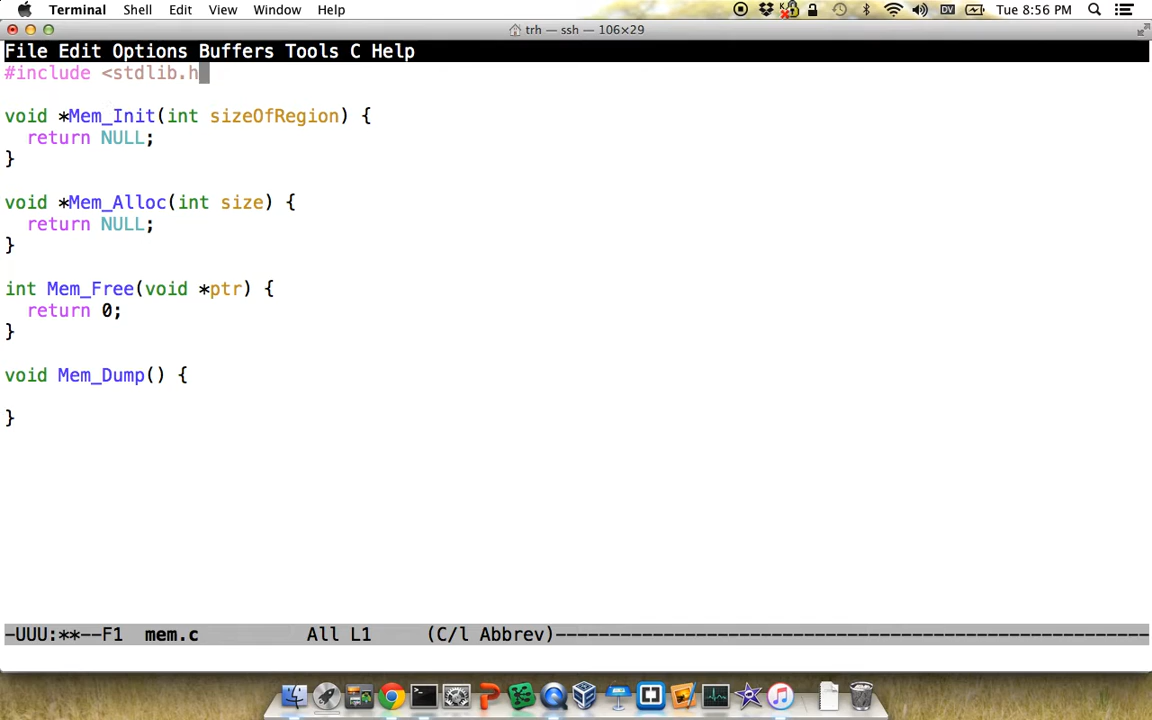 Terminal Shell Edit View Window Help Tue 8:56 PM
trh — ssh — 106×29
File Edit Options Buffers Tools C Help
#include <stdlib.h
void *Mem_Init(int sizeOfRegion) {
  return NULL;
}
void *Mem_Alloc(int size) {
  return NULL;
}
int Mem_Free(void *ptr) {
  return 0;
}
void Mem_Dump() {
}
-UUU:**--F1  mem.c          All L1     (C/l Abbrev)-------------------------------------------------------